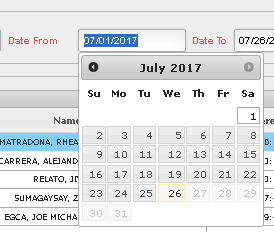 Date From 07/01/2017 Date To 07/26/2
July 2017
Su Mo Tu We Th Fr Sa
1
2 3 4 5 6 7 8
9 10 11 12 13 14 15
16 17 18 19 20 21 22
23 24 25 26 27 28 29
30 31
Name
MATRADONA, RHEA
CARRERA, ALEJAND
RELATO, JI
SUMAGAYSAY, Z
EGCA, JOE MICHA